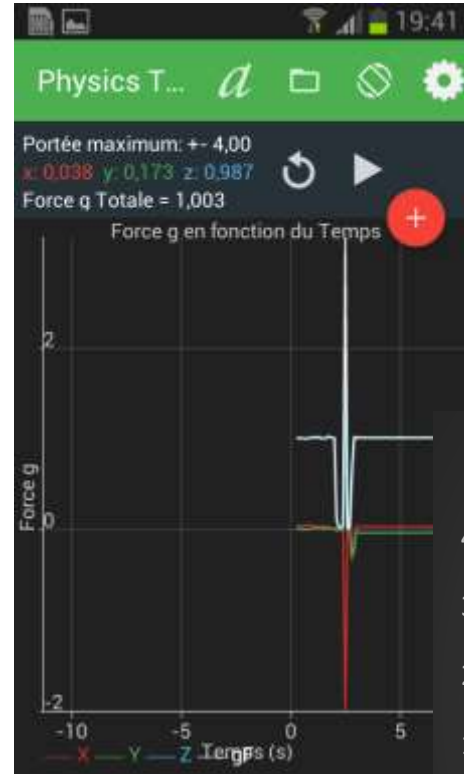 19:41
Physics T... a
Portée maximum: +- 4,00
x: 0,038 y: 0,173 z: 0,987
Force g Totale = 1,003
+
Force g en fonction du Temps
2
Force g
0
-2
-10 -5 0 5
X Y Z gF
Temps (s)